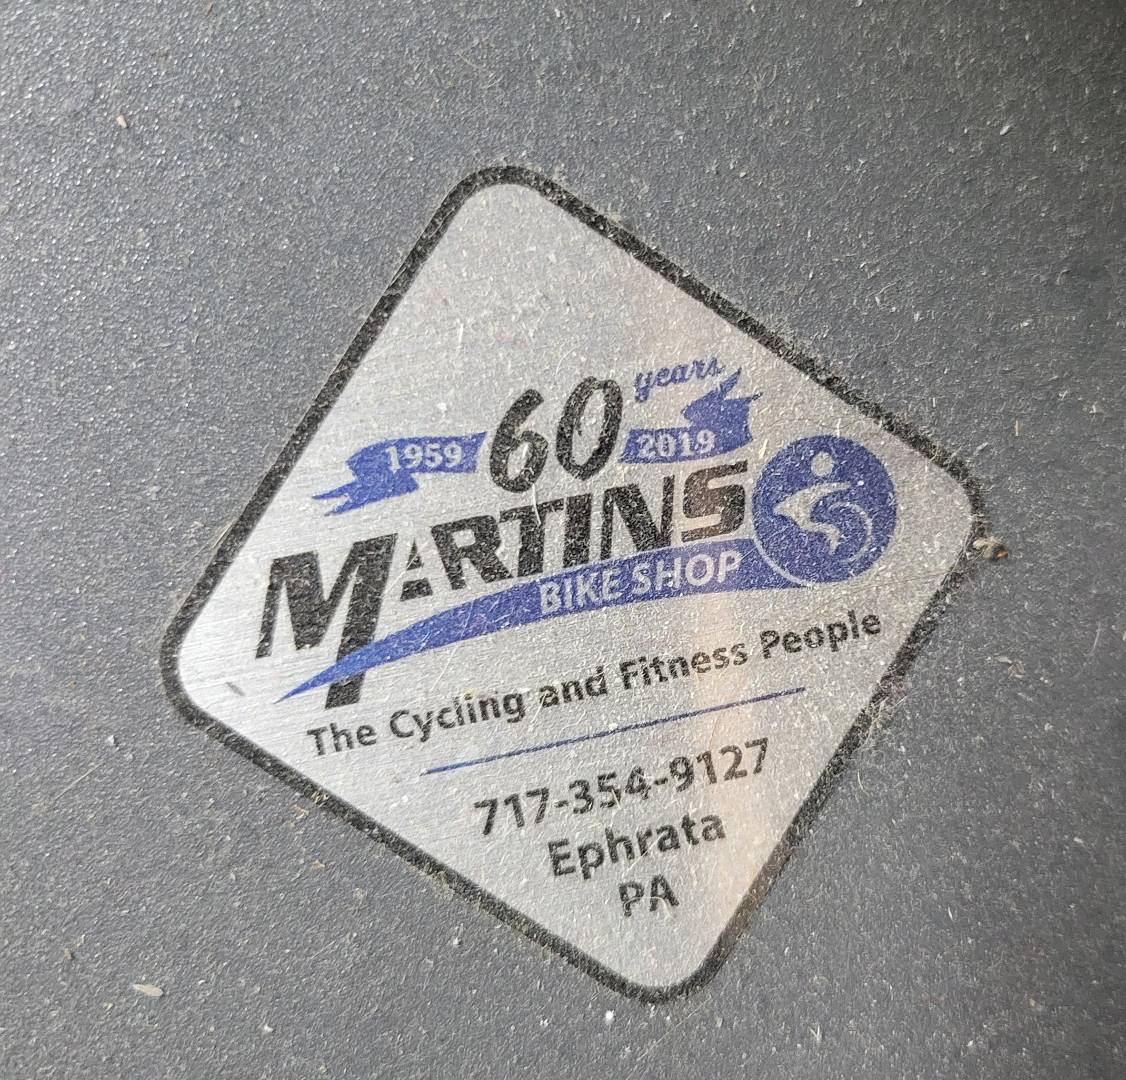 years
1959 60 2019
MARTINS
BIKE SHOP
The Cycling and Fitness People
717-354-9127
Ephrata
PA